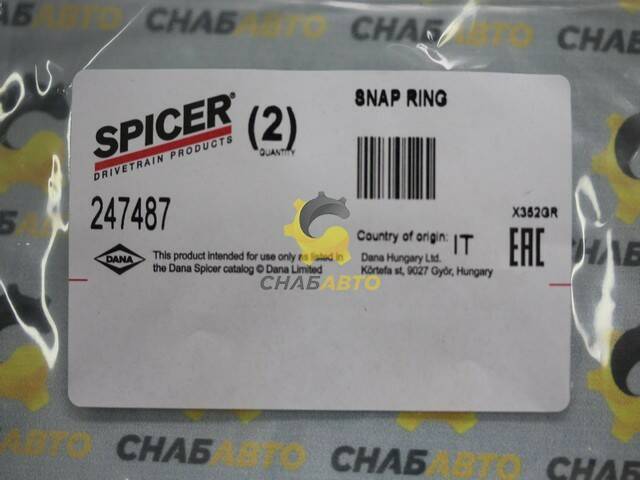 СНАБАВТО
СНАБАВТО
СНАБАВТО
SPICER®
DRIVETRAIN PRODUCTS
(2)
QUANTITY
SNAP RING
247487
X352GR
Country of origin: IT
EAC
DANA
This product intended for use only as listed in
the Dana Spicer catalog © Dana Limited
Dana Hungary Ltd.
Körtefa st, 9027 Győr, Hungary
СНАБАВТО
СНАБАВТО
СНАБАВТО
СНАБАВТО